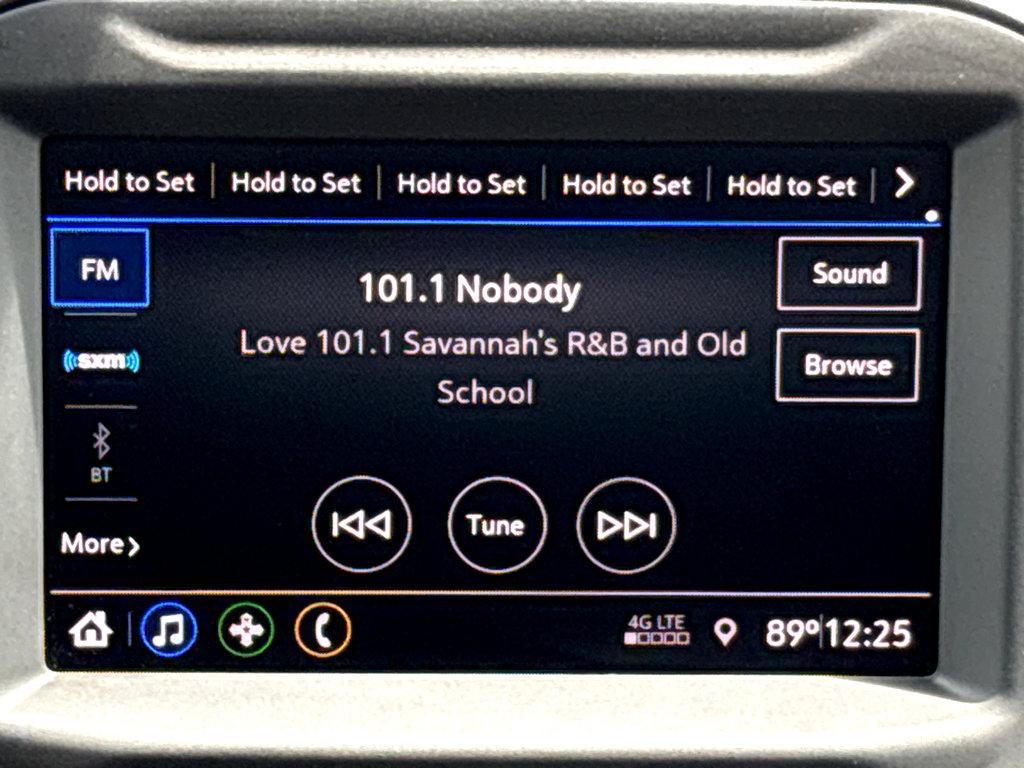 Hold to Set Hold to Set Hold to Set Hold to Set Hold to Set
FM
101.1 Nobody
Sound
Love 101.1 Savannah's R&B and Old
School
sxm
Browse
BT
Tune
More
4G LTE
89° 12:25